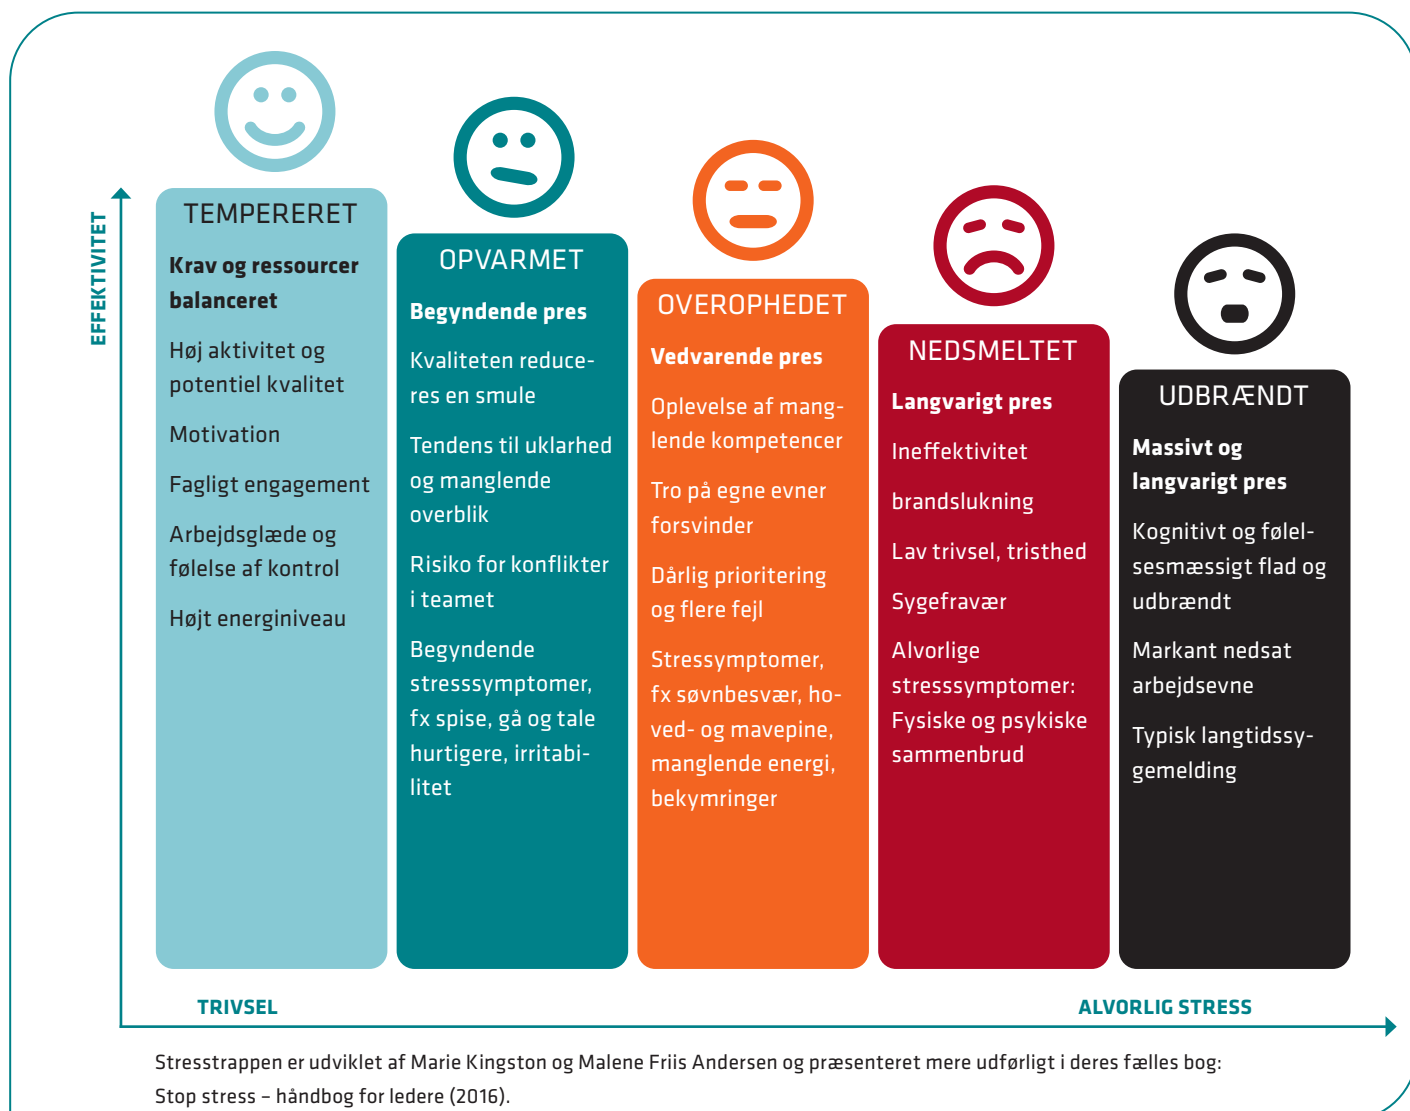 EFFEKTIVITET
TEMPERERET
Krav og ressourcer
balanceret
Høj aktivitet og
potentiel kvalitet
Motivation
Fagligt engagement
Arbejdsglæde og
følelse af kontrol
Højt energiniveau
OPVARMET
Begyndende pres
Kvaliteten reduce-
res en smule
Tendens til uklarhed
og manglende
overblik
Risiko for konflikter
i teamet
Begyndende
stresssymptomer,
fx spise, gå og tale
hurtigere, irritabi-
litet
OVEROPHEDET
Vedvarende pres
Oplevelse af mang-
lende kompetencer
Tro på egne evner
forsvinder
Dårlig prioritering
og flere fejl
Stressymptomer,
fx søvnbesvær, ho-
ved- og mavepine,
manglende energi,
bekymringer
NEDSMELTET
Langvarigt pres
Ineffektivitet
brandslukning
Lav trivsel, tristhed
Sygefravær
Alvorlige
stresssymptomer:
Fysiske og psykiske
sammenbrud
UDBRÆNDT
Massivt og
langvarigt pres
Kognitivt og følel-
sesmæssigt flad og
udbrændt
Markant nedsat
arbejdsevne
Typisk langtidssy-
gemelding
TRIVSEL
ALVORLIG STRESS
Stresstrappen er udviklet af Marie Kingston og Malene Friis Andersen og præsenteret mere udførligt i deres fælles bog:
Stop stress – håndbog for ledere (2016).